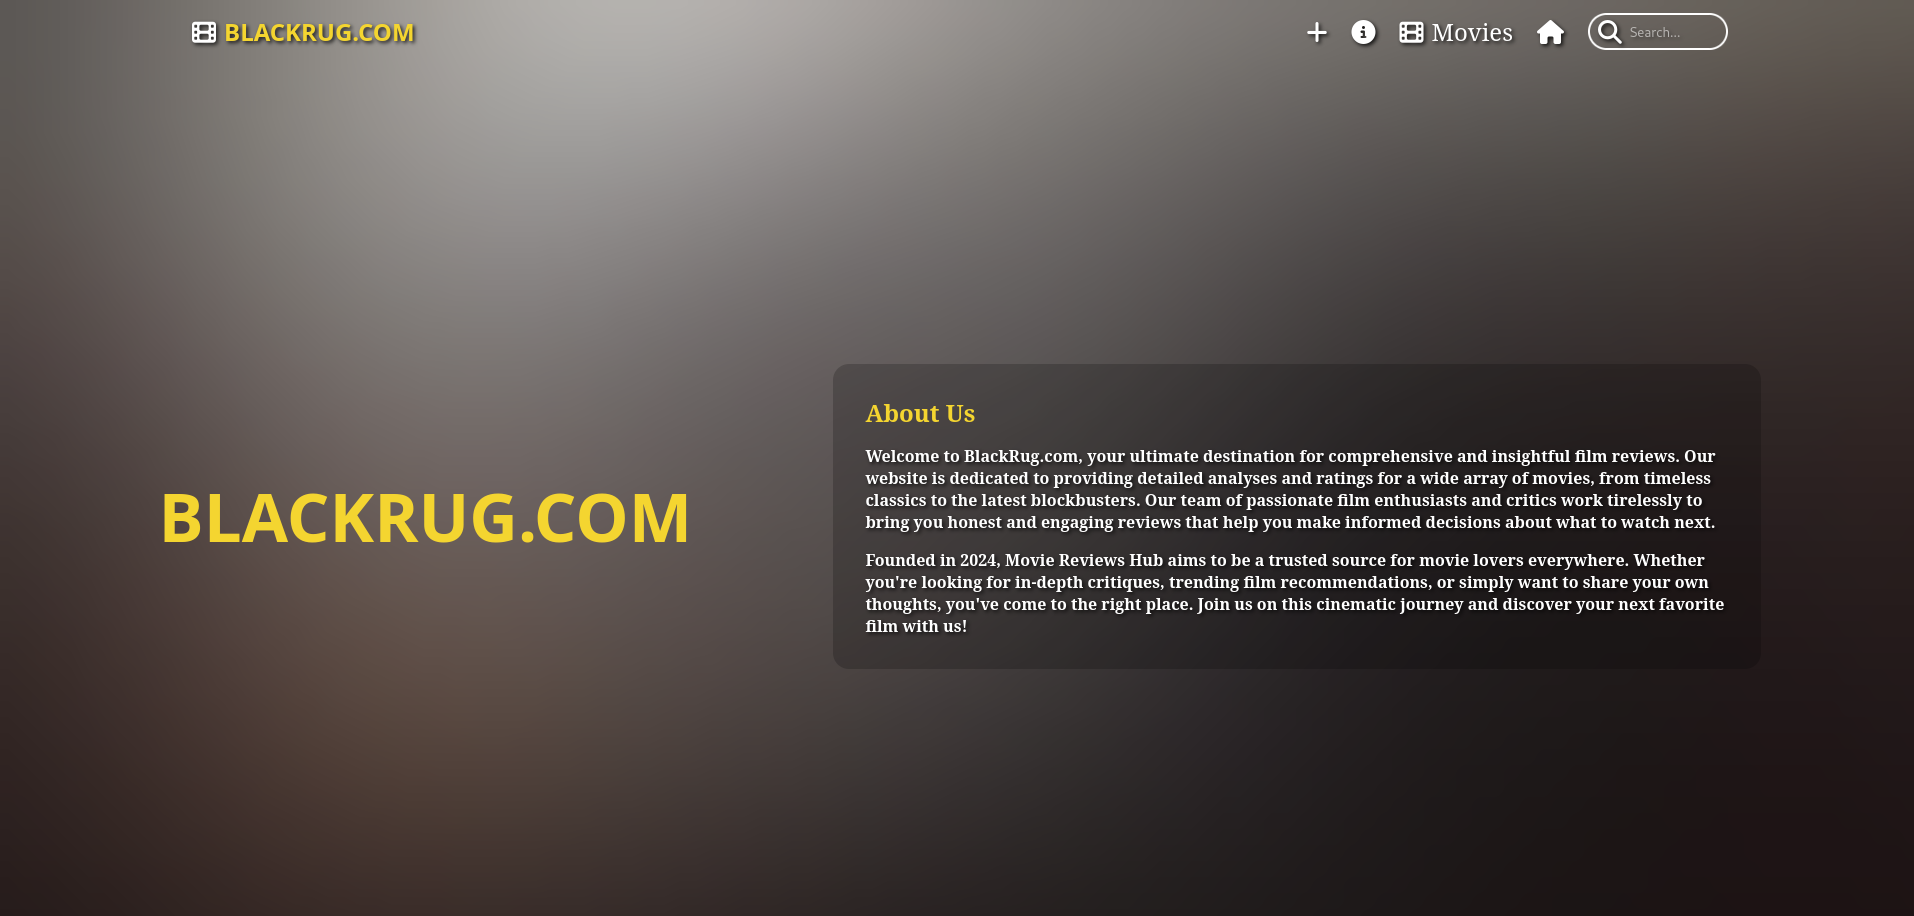 BLACKRUG.COM
Movies
Search...
About Us
Welcome to BlackRug.com, your ultimate destination for comprehensive and insightful film reviews. Our
website is dedicated to providing detailed analyses and ratings for a wide array of movies, from timeless
classics to the latest blockbusters. Our team of passionate film enthusiasts and critics work tirelessly to
bring you honest and engaging reviews that help you make informed decisions about what to watch next.
BLACKRUG.COM
Founded in 2024, Movie Reviews Hub aims to be a trusted source for movie lovers everywhere. Whether
you're looking for in-depth critiques, trending film recommendations, or simply want to share your own
thoughts, you've come to the right place. Join us on this cinematic journey and discover your next favorite
film with us!